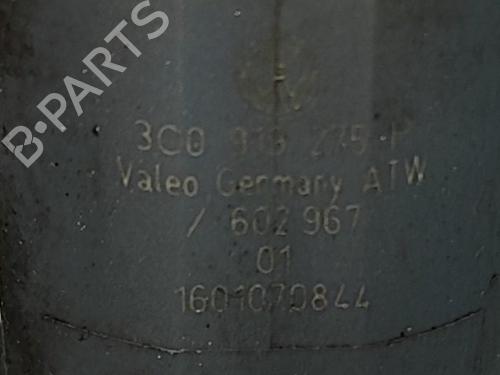 B-PARTS
3C0 919 275 P
Valeo Germany ATW
/ 602 967
01
1601070844